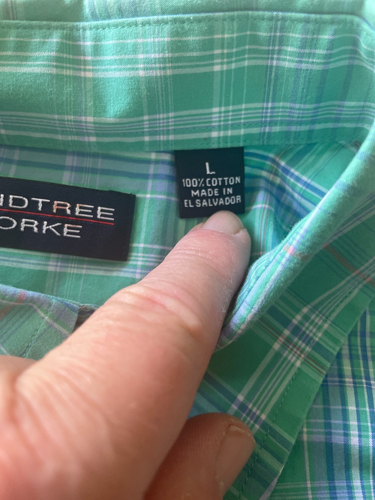 L
100% COTTON
MADE IN
EL SALVADOR
NDTREE
ORKE